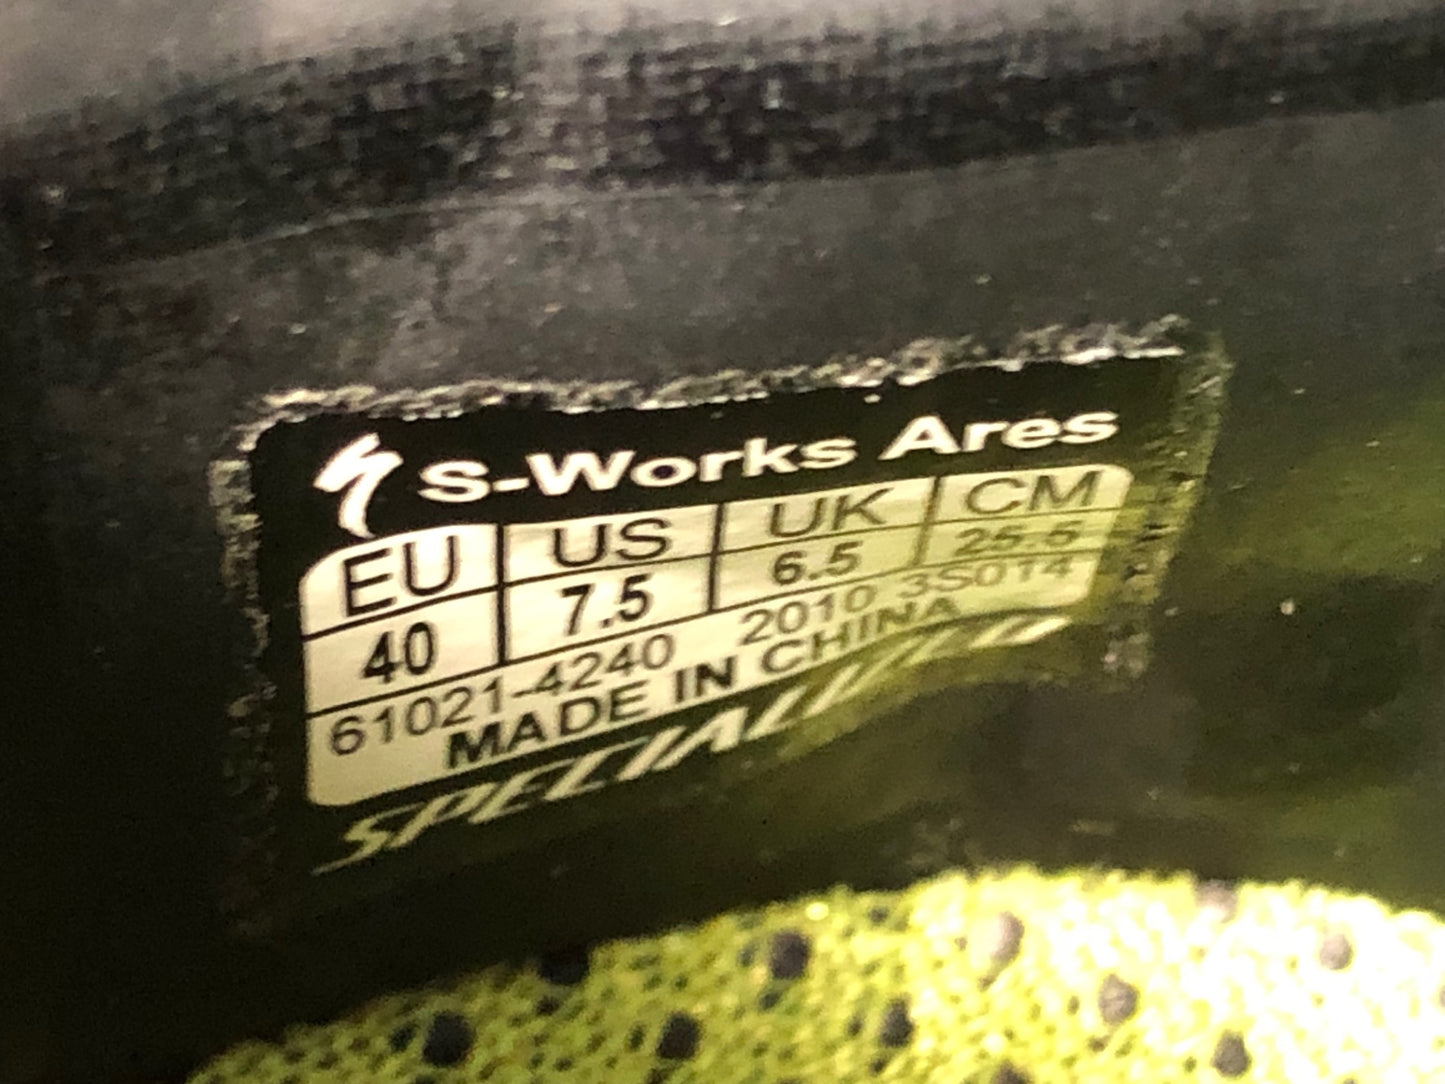 S-Works Ares
EU US UK CM
40 7.5 6.5 25.5
61021-4240 2010 3S014
MADE IN CHINA
SPECIALIZED